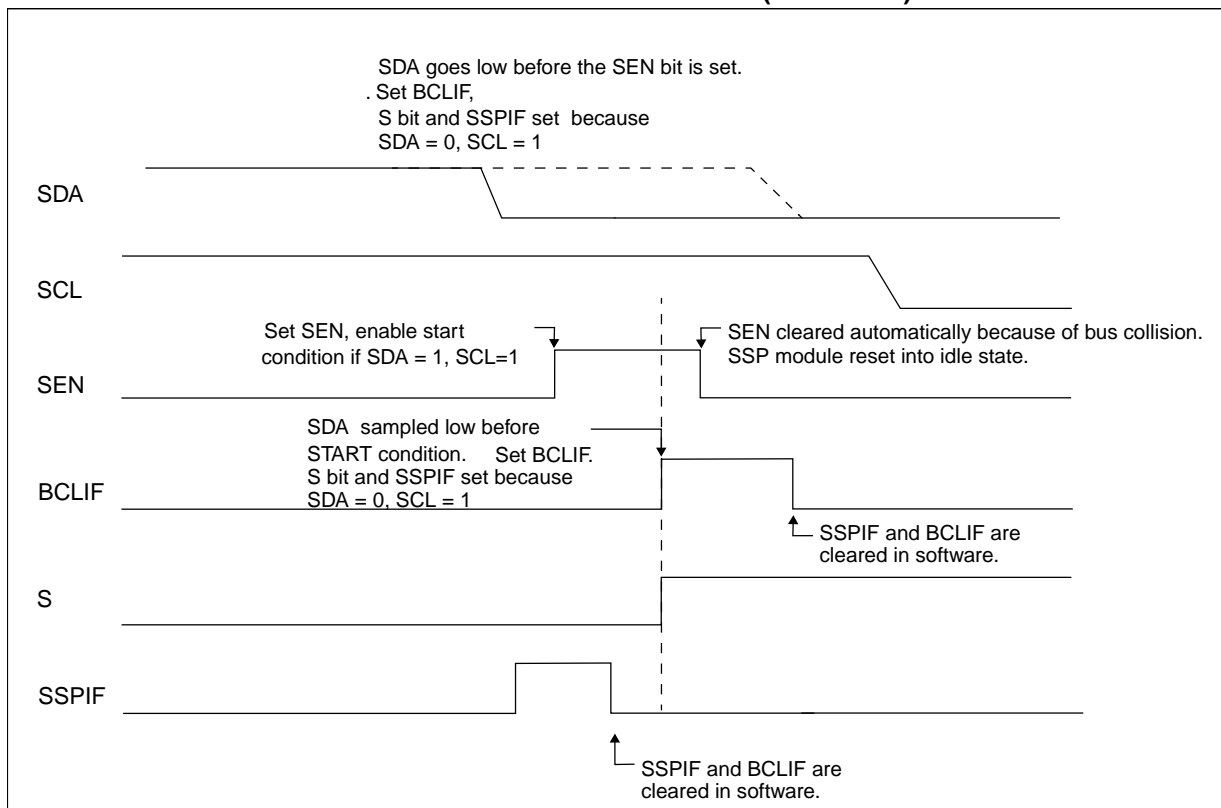 SDA goes low before the SEN bit is set.
. Set BCLIF,
S bit and SSPIF set because
SDA = 0, SCL = 1
SDA
SCL
Set SEN, enable start
condition if SDA = 1, SCL=1
SEN cleared automatically because of bus collision.
SSP module reset into idle state.
SEN
SDA sampled low before
START condition. Set BCLIF.
S bit and SSPIF set because
SDA = 0, SCL = 1
BCLIF
SSPIF and BCLIF are
cleared in software.
S
SSPIF
SSPIF and BCLIF are
cleared in software.